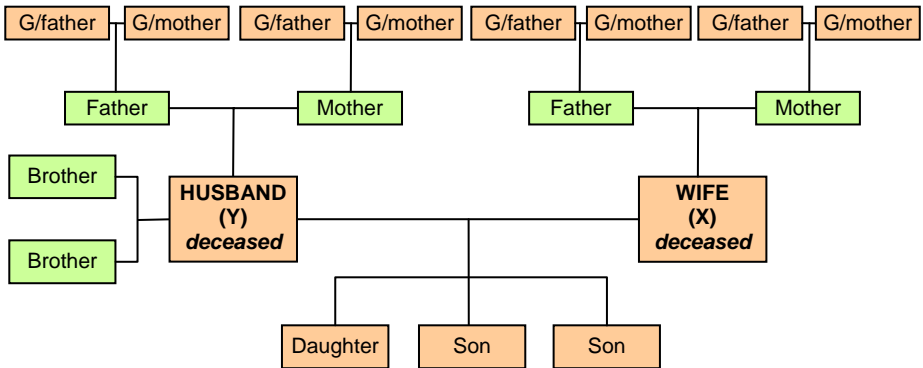 G/father G/mother G/father G/mother G/father G/mother G/father G/mother
Father Mother Father Mother
Brother
HUSBAND
(Y)
deceased
WIFE
(X)
deceased
Brother
Daughter Son Son